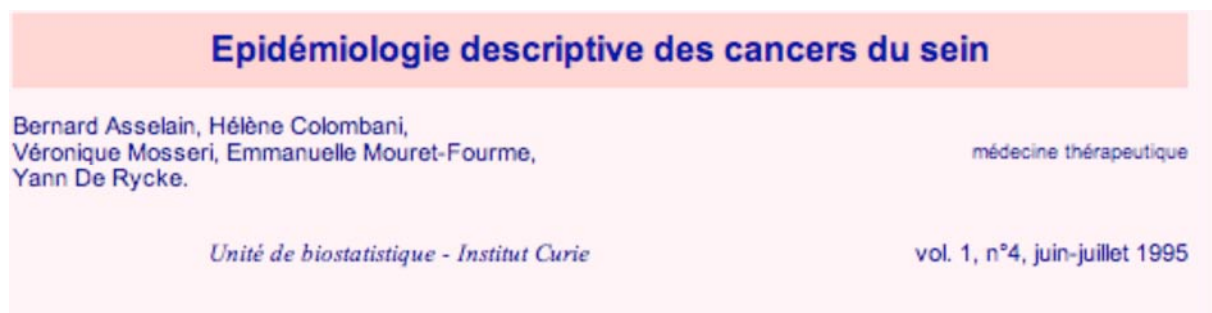 Epidémiologie descriptive des cancers du sein
Bernard Asselain, Hélène Colombani,
Véronique Mosseri, Emmanuelle Mouret-Fourme,
Yann De Rycke.
médecine thérapeutique
Unité de biostatistique - Institut Curie
vol. 1, n°4, juin-juillet 1995